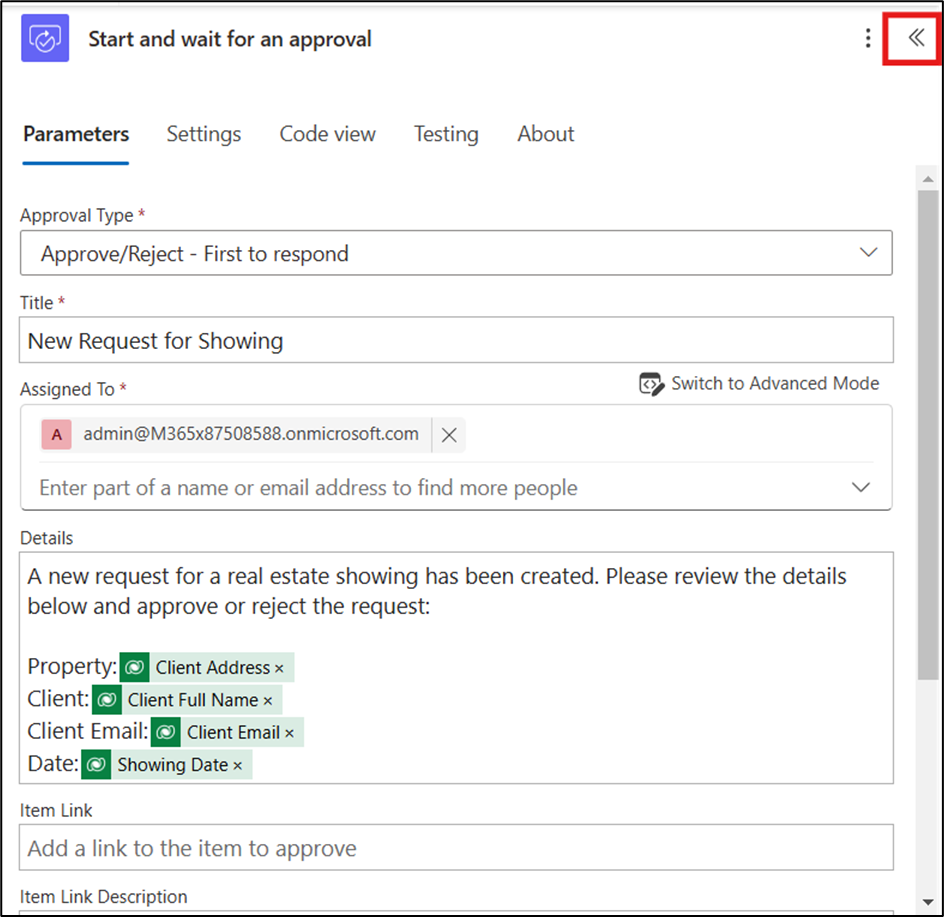 Start and wait for an approval
Parameters Settings Code view Testing About
Approval Type *
Approve/Reject - First to respond
Title *
New Request for Showing
Assigned To *
Switch to Advanced Mode
A admin@M365x87508588.onmicrosoft.com
Enter part of a name or email address to find more people
Details
A new request for a real estate showing has been created. Please review the details
below and approve or reject the request:
Property: Client Address ×
Client: Client Full Name ×
Client Email: Client Email ×
Date: Showing Date ×
Item Link
Add a link to the item to approve
Item Link Description